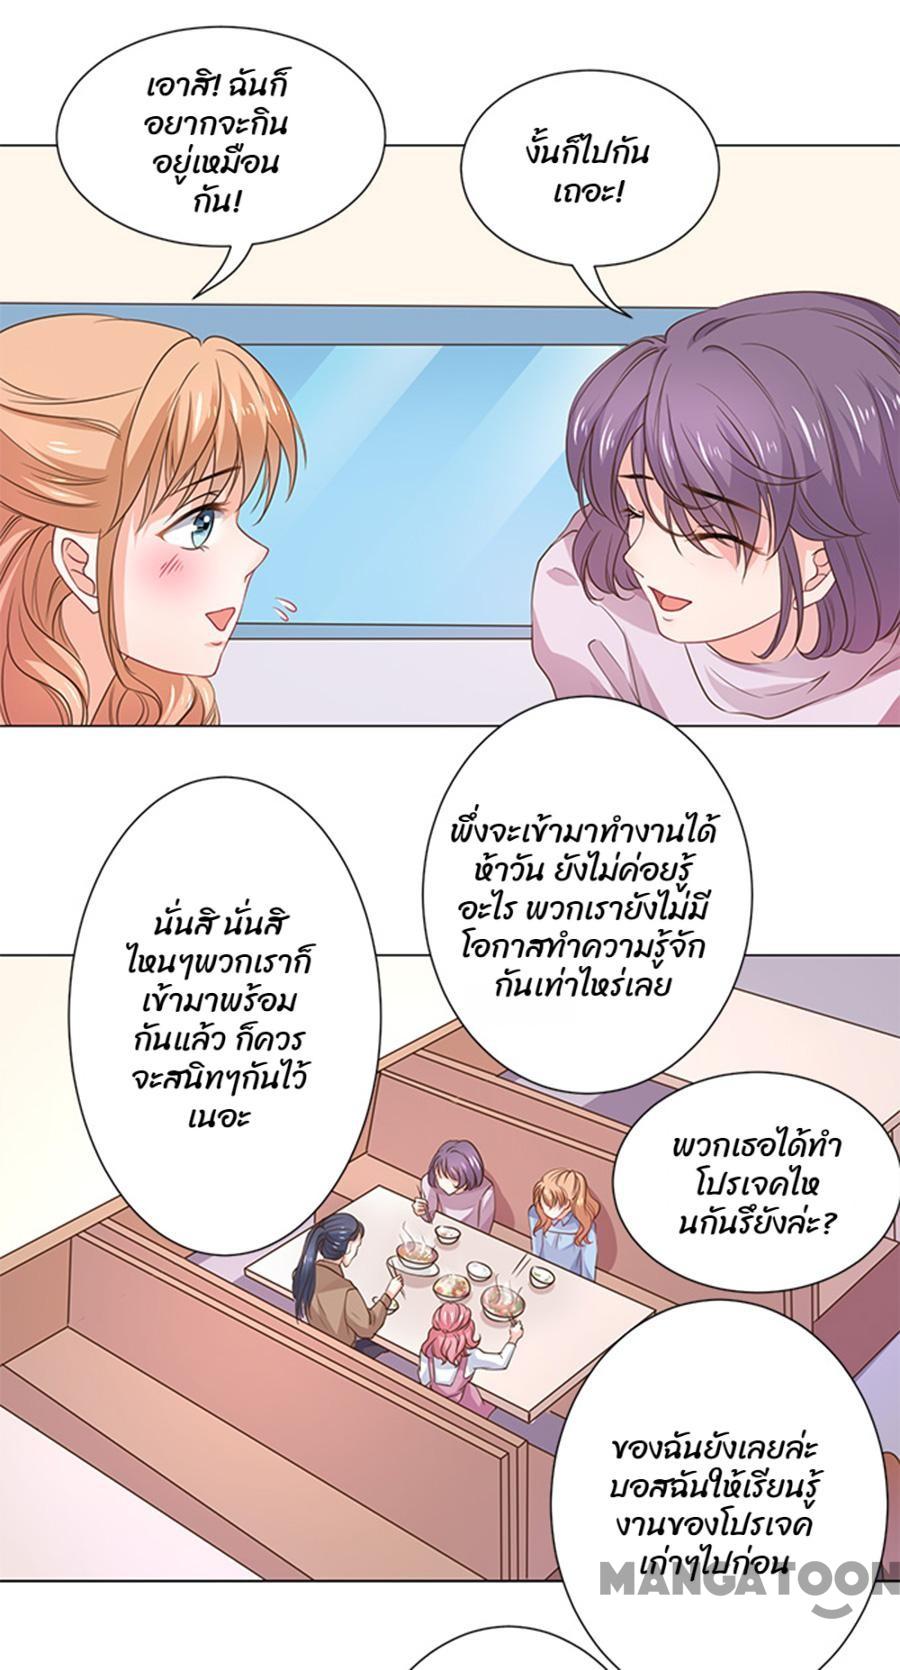 เอาสิ! ฉันก็
อยากจะกิน
อยู่เหมือน
กัน!
งั้นก็ไปกัน
เถอะ!
พึ่งจะเข้ามาทำงานได้
ห้าวัน ยังไม่ค่อยรู้
อะไร พวกเรายังไม่มี
โอกาสทำความรู้จัก
กันเท่าไหร่เลย
นั่นสิ นั่นสิ
ไหนๆพวกเราก็
เข้ามาพร้อม
กันแล้ว ก็ควร
จะสนิทๆกันไว้
เนอะ
พวกเธอได้ทำ
โปรเจคไห
นกันรึยังล่ะ?
ของฉันยังเลยล่ะ
บอสฉันให้เรียนรู้
งานของโปรเจค
เก่าๆไปก่อน
MANGATOON